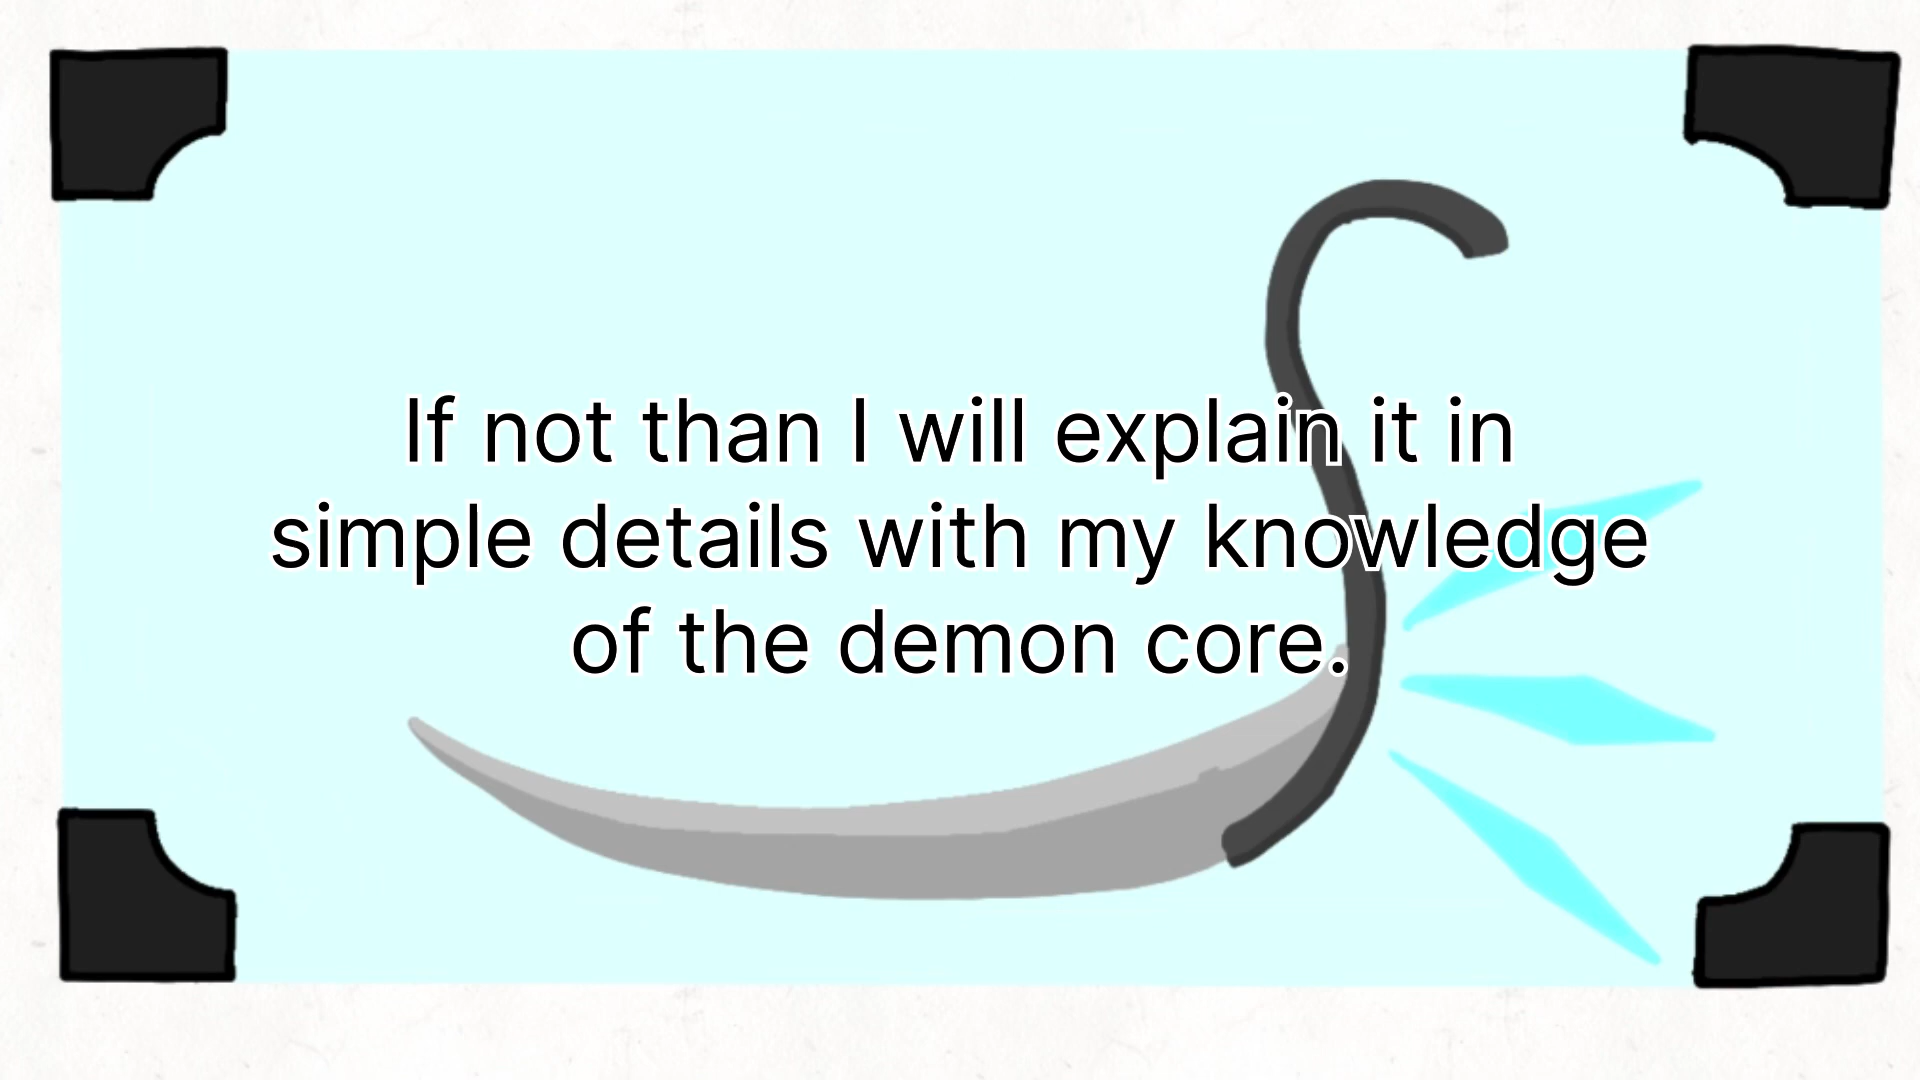 If not than I will explain it in
simple details with my knowledge
of the demon core.